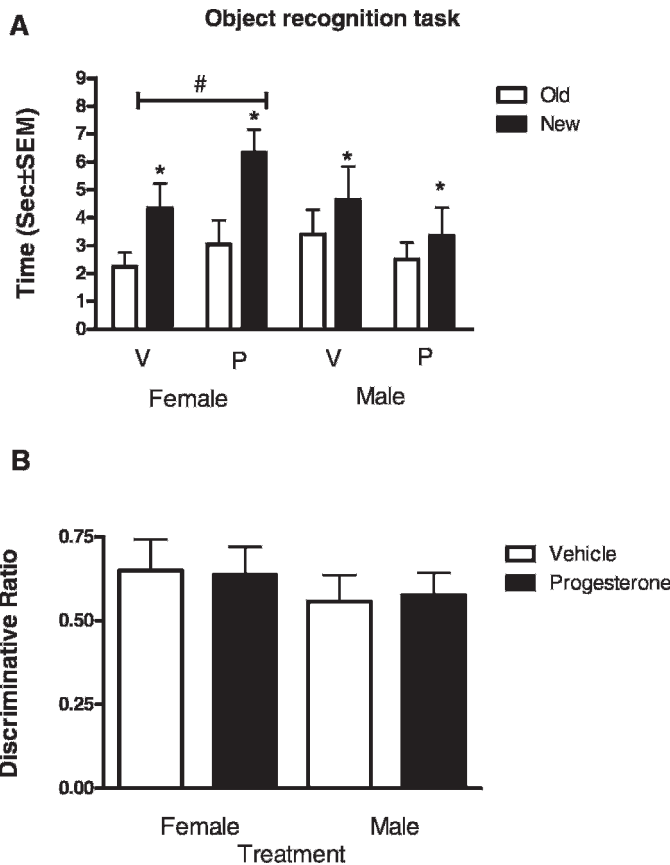 A
Object recognition task
Time (Sec±SEM)
9
8
7
6
5
4
3
2
1
0
#
* * * *
Old
New
V P V P
Female Male
B
Discriminative Ratio
0.75
0.50
0.25
0.00
Vehicle
Progesterone
Female Male
Treatment